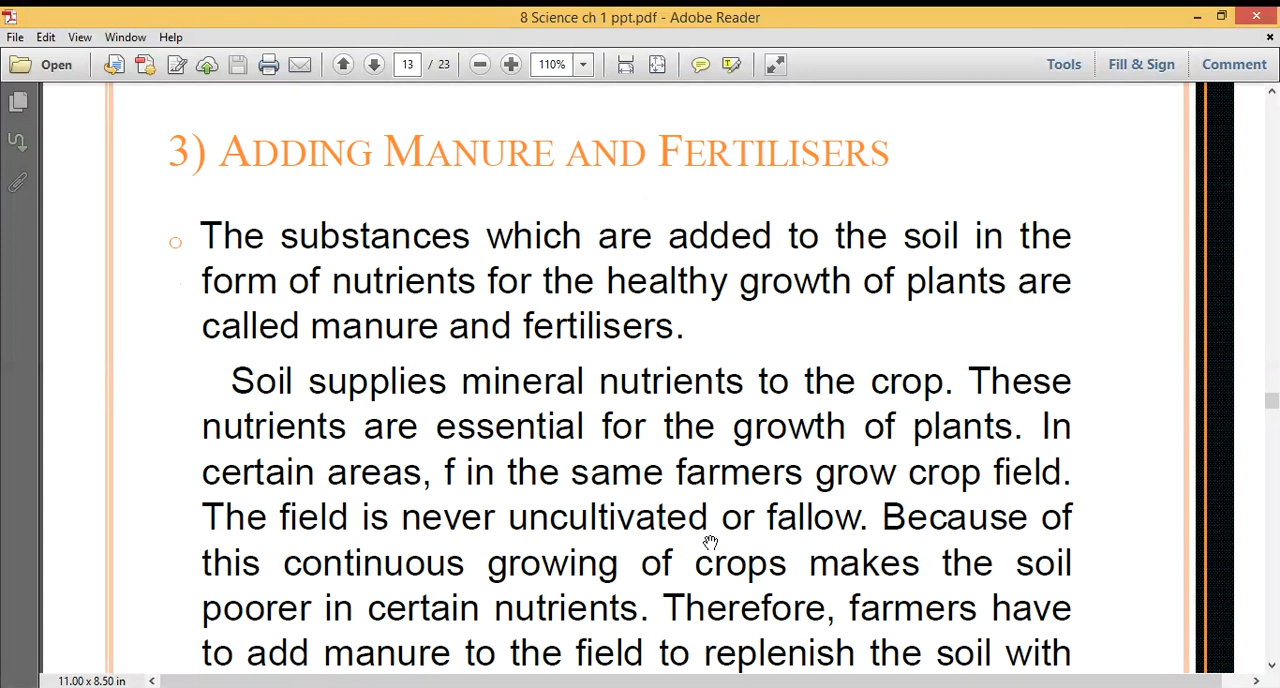 8 Science ch 1 ppt.pdf - Adobe Reader
File Edit View Window Help
Open 13 / 23 110% Tools Fill & Sign Comment
3) ADDING MANURE AND FERTILISERS
The substances which are added to the soil in the
form of nutrients for the healthy growth of plants are
called manure and fertilisers.
Soil supplies mineral nutrients to the crop. These
nutrients are essential for the growth of plants. In
certain areas, f in the same farmers grow crop field.
The field is never uncultivated or fallow. Because of
this continuous growing of crops makes the soil
poorer in certain nutrients. Therefore, farmers have
to add manure to the field to replenish the soil with
11.00 x 8.50 in